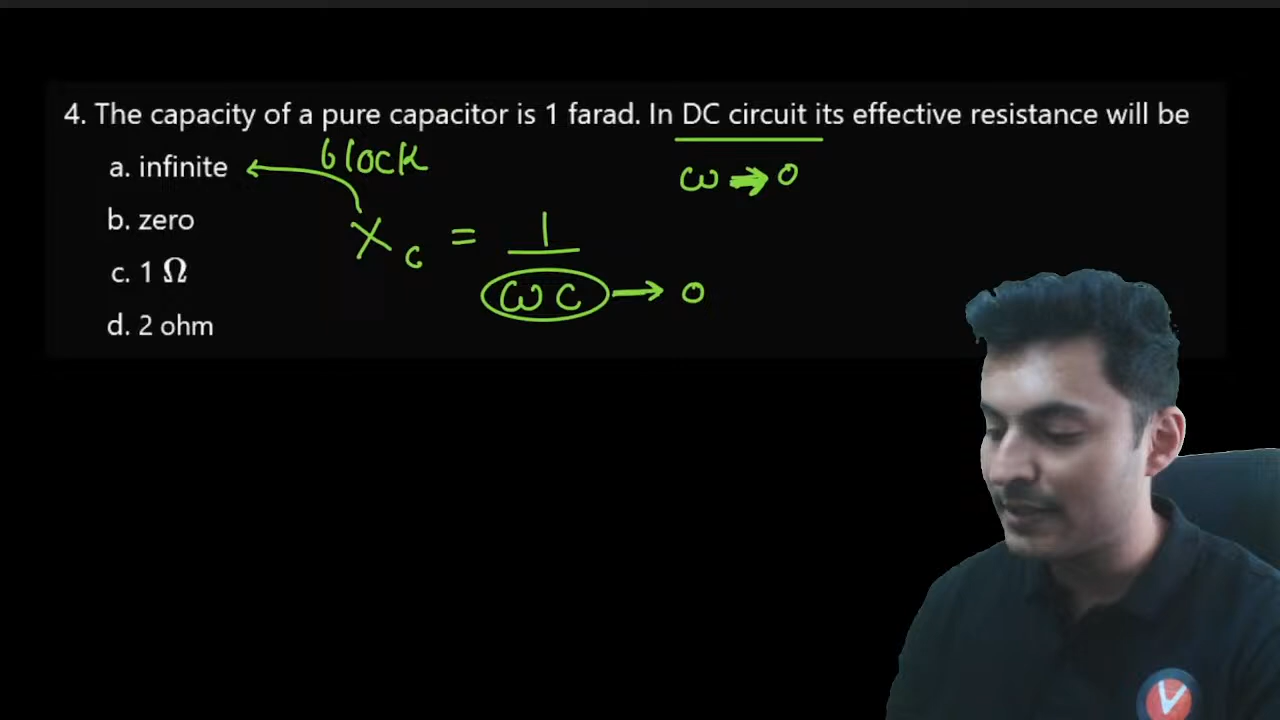 4. The capacity of a pure capacitor is 1 farad. In DC circuit its effective resistance will be
a. infinite
block
ω → 0
b. zero
X_c = 1 / ωc → 0
c. 1 Ω
d. 2 ohm